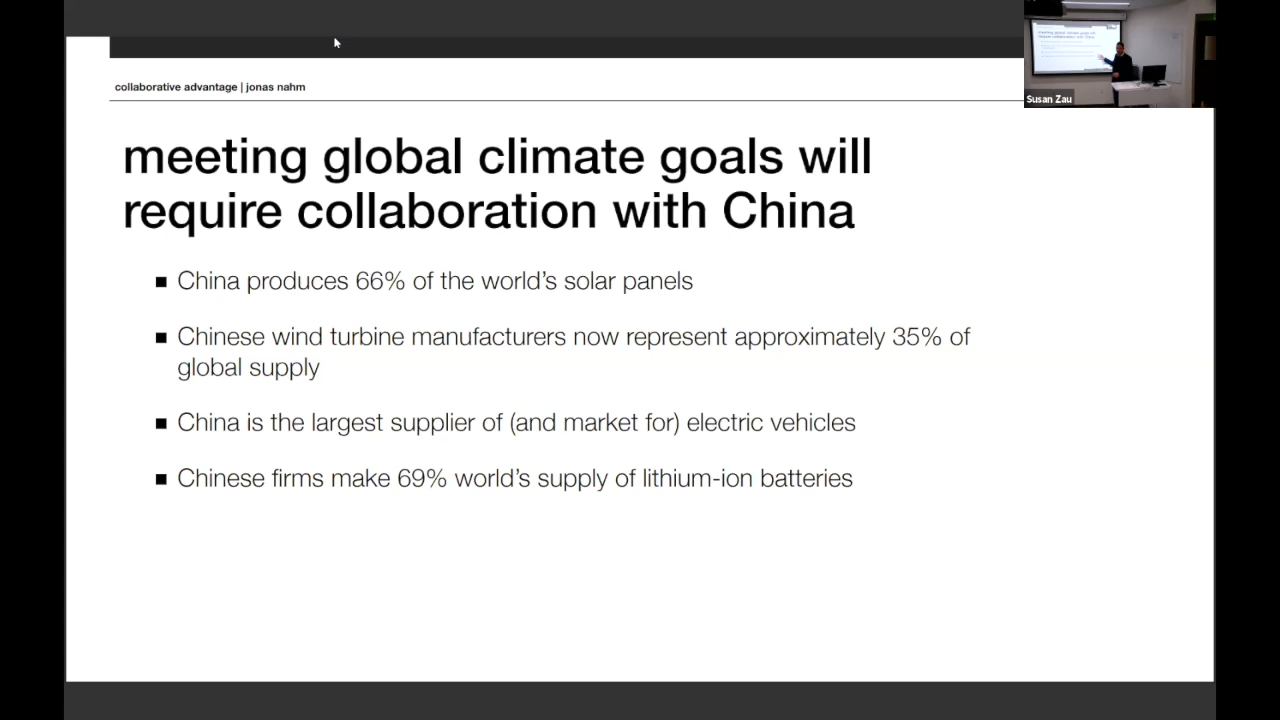 collaborative advantage | jonas nahm
Susan Zau
meeting global climate goals will
require collaboration with China
■ China produces 66% of the world's solar panels
■ Chinese wind turbine manufacturers now represent approximately 35% of
global supply
■ China is the largest supplier of (and market for) electric vehicles
■ Chinese firms make 69% world's supply of lithium-ion batteries